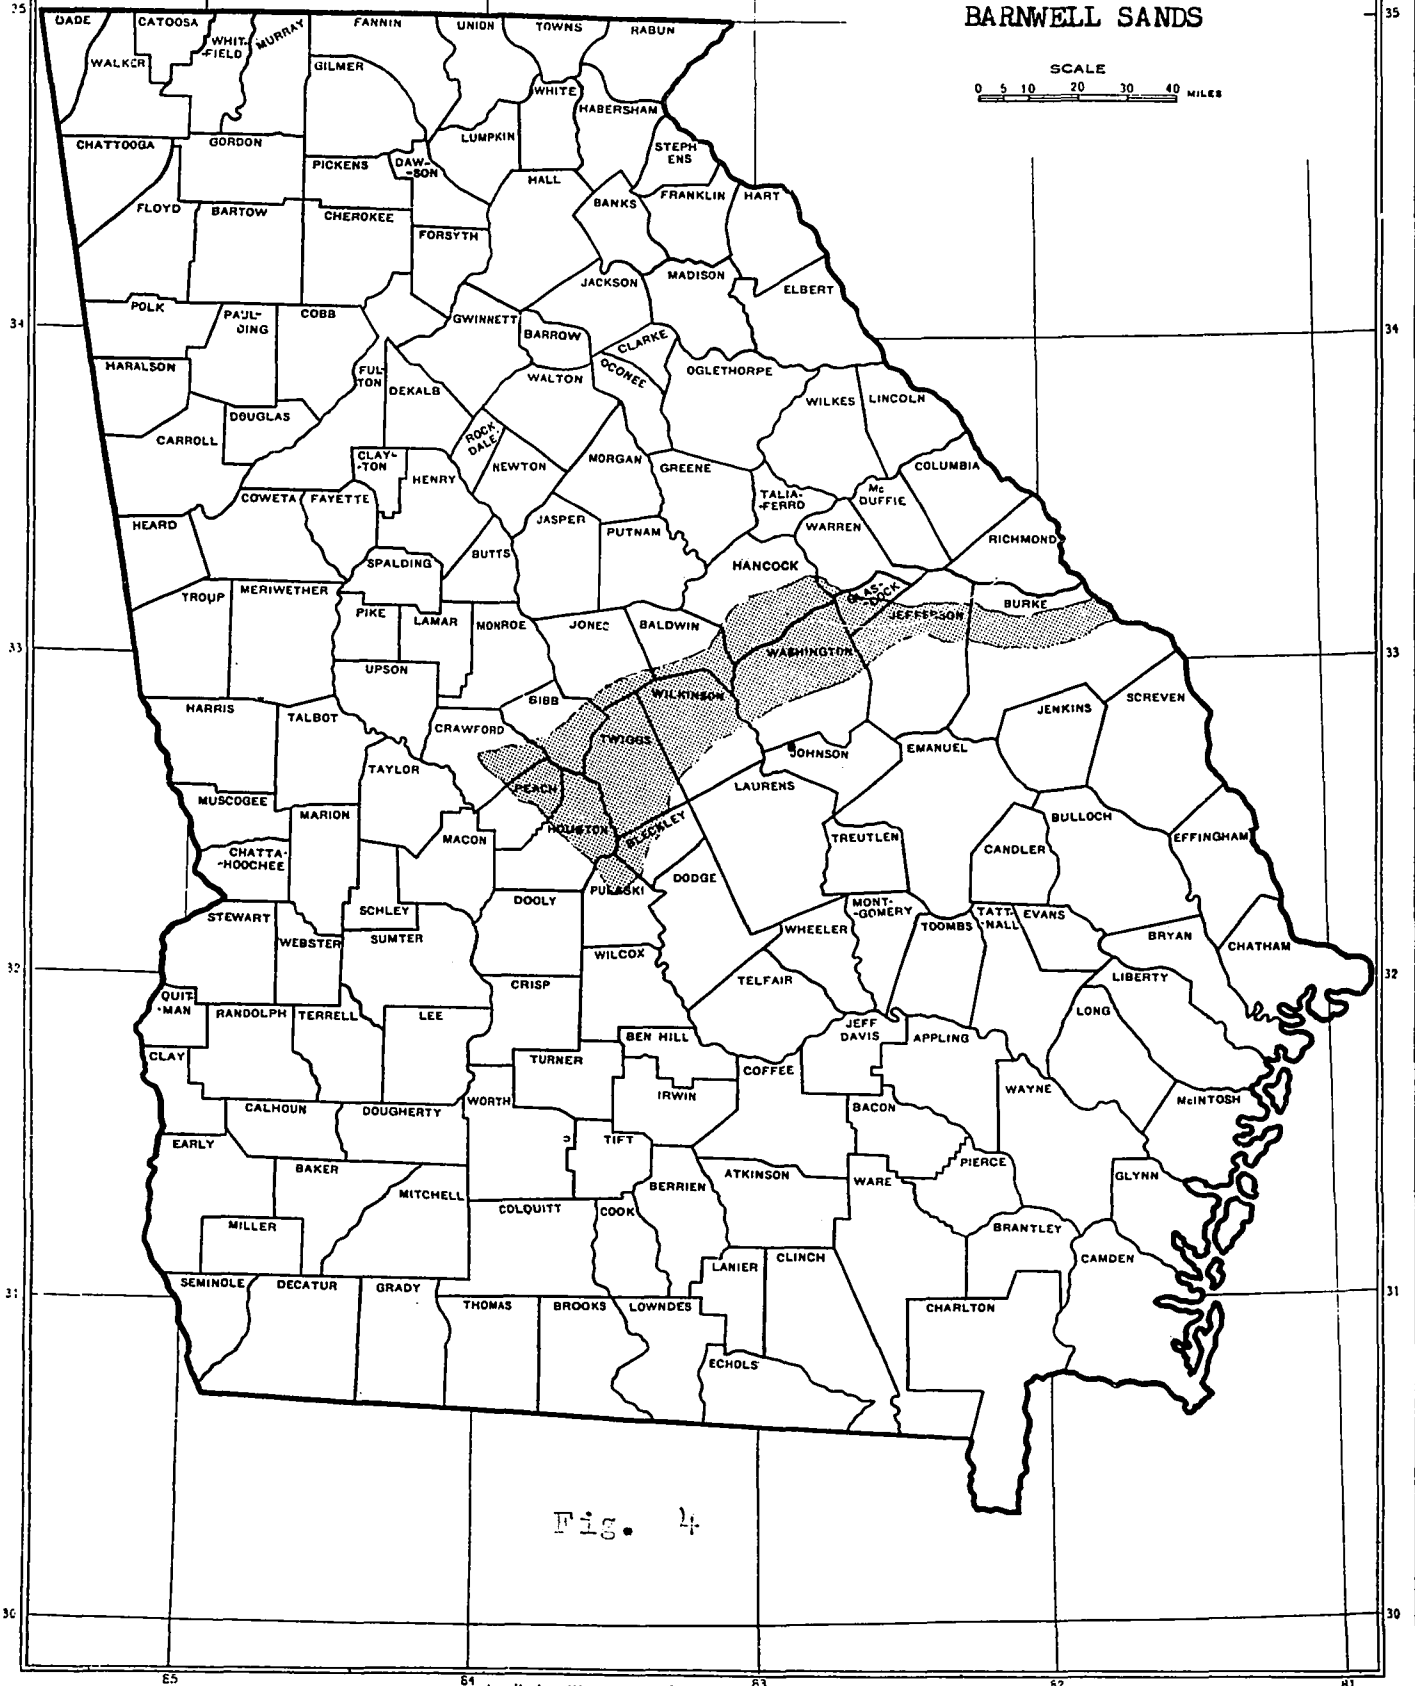 BARNWELL SANDS
SCALE
0 5 10 20 30 40 MILES
35
35
DADE
CATOOSA
WHIT-
-FIELD
MURRAY
FANNIN
UNION
TOWNS
RABUN
WALKER
GILMER
WHITE
HABERSHAM
LUMPKIN
CHATTOOGA
GORDON
PICKENS
DAW-
-SON
STEPH
ENS
HALL
BANKS
FRANKLIN
HART
FLOYD
BARTOW
CHEROKEE
FORSYTH
JACKSON
MADISON
ELBERT
POLK
PAUL-
DING
COBB
GWINNETT
BARROW
CLARKE
34
34
HARALSON
FUL-
TON
DEKALB
WALTON
OCONEE
OGLETHORPE
WILKES
LINCOLN
DOUGLAS
CARROLL
ROCK
DALE
CLAY-
-TON
HENRY
NEWTON
MORGAN
GREENE
COLUMBIA
COWETA
FAYETTE
TALIA-
-FERRO
Mc
DUFFIE
HEARD
JASPER
PUTNAM
WARREN
RICHMOND
SPALDING
BUTTS
HANCOCK
TROUP
MERIWETHER
PIKE
LAMAR
MONROE
JONES
BALDWIN
GLAS-
-COCK
JEFFERSON
BURKE
33
33
UPSON
WASHINGTON
HARRIS
TALBOT
CRAWFORD
BIBB
WILKINSON
TWIGGS
JENKINS
SCREVEN
TAYLOR
PEACH
JOHNSON
EMANUEL
LAURENS
MUSCOGEE
MARION
MACON
HOUSTON
BLECKLEY
TREUTLEN
CANDLER
BULLOCH
EFFINGHAM
CHATTA-
-HOOCHEE
PULASKI
DODGE
DOOLY
STEWART
WEBSTER
SCHLEY
SUMTER
MONT-
-GOMERY
WHEELER
TOOMBS
TATT-
-NALL
EVANS
BRYAN
CHATHAM
WILCOX
32
32
CRISP
TELFAIR
LIBERTY
LONG
QUIT-
-MAN
RANDOLPH
TERRELL
LEE
BEN HILL
JEFF
DAVIS
APPLING
CLAY
TURNER
COFFEE
WAYNE
McINTOSH
CALHOUN
DOUGHERTY
WORTH
IRWIN
BACON
EARLY
TIFT
BAKER
MITCHELL
BERRIEN
ATKINSON
WARE
PIERCE
GLYNN
MILLER
COLQUITT
COOK
BRANTLEY
CAMDEN
SEMINOLE
DECATUR
GRADY
LANIER
CLINCH
31
31
THOMAS
BROOKS
LOWNDES
CHARLTON
ECHOLS
Fig. 4
30
30
85
84
83
82
81